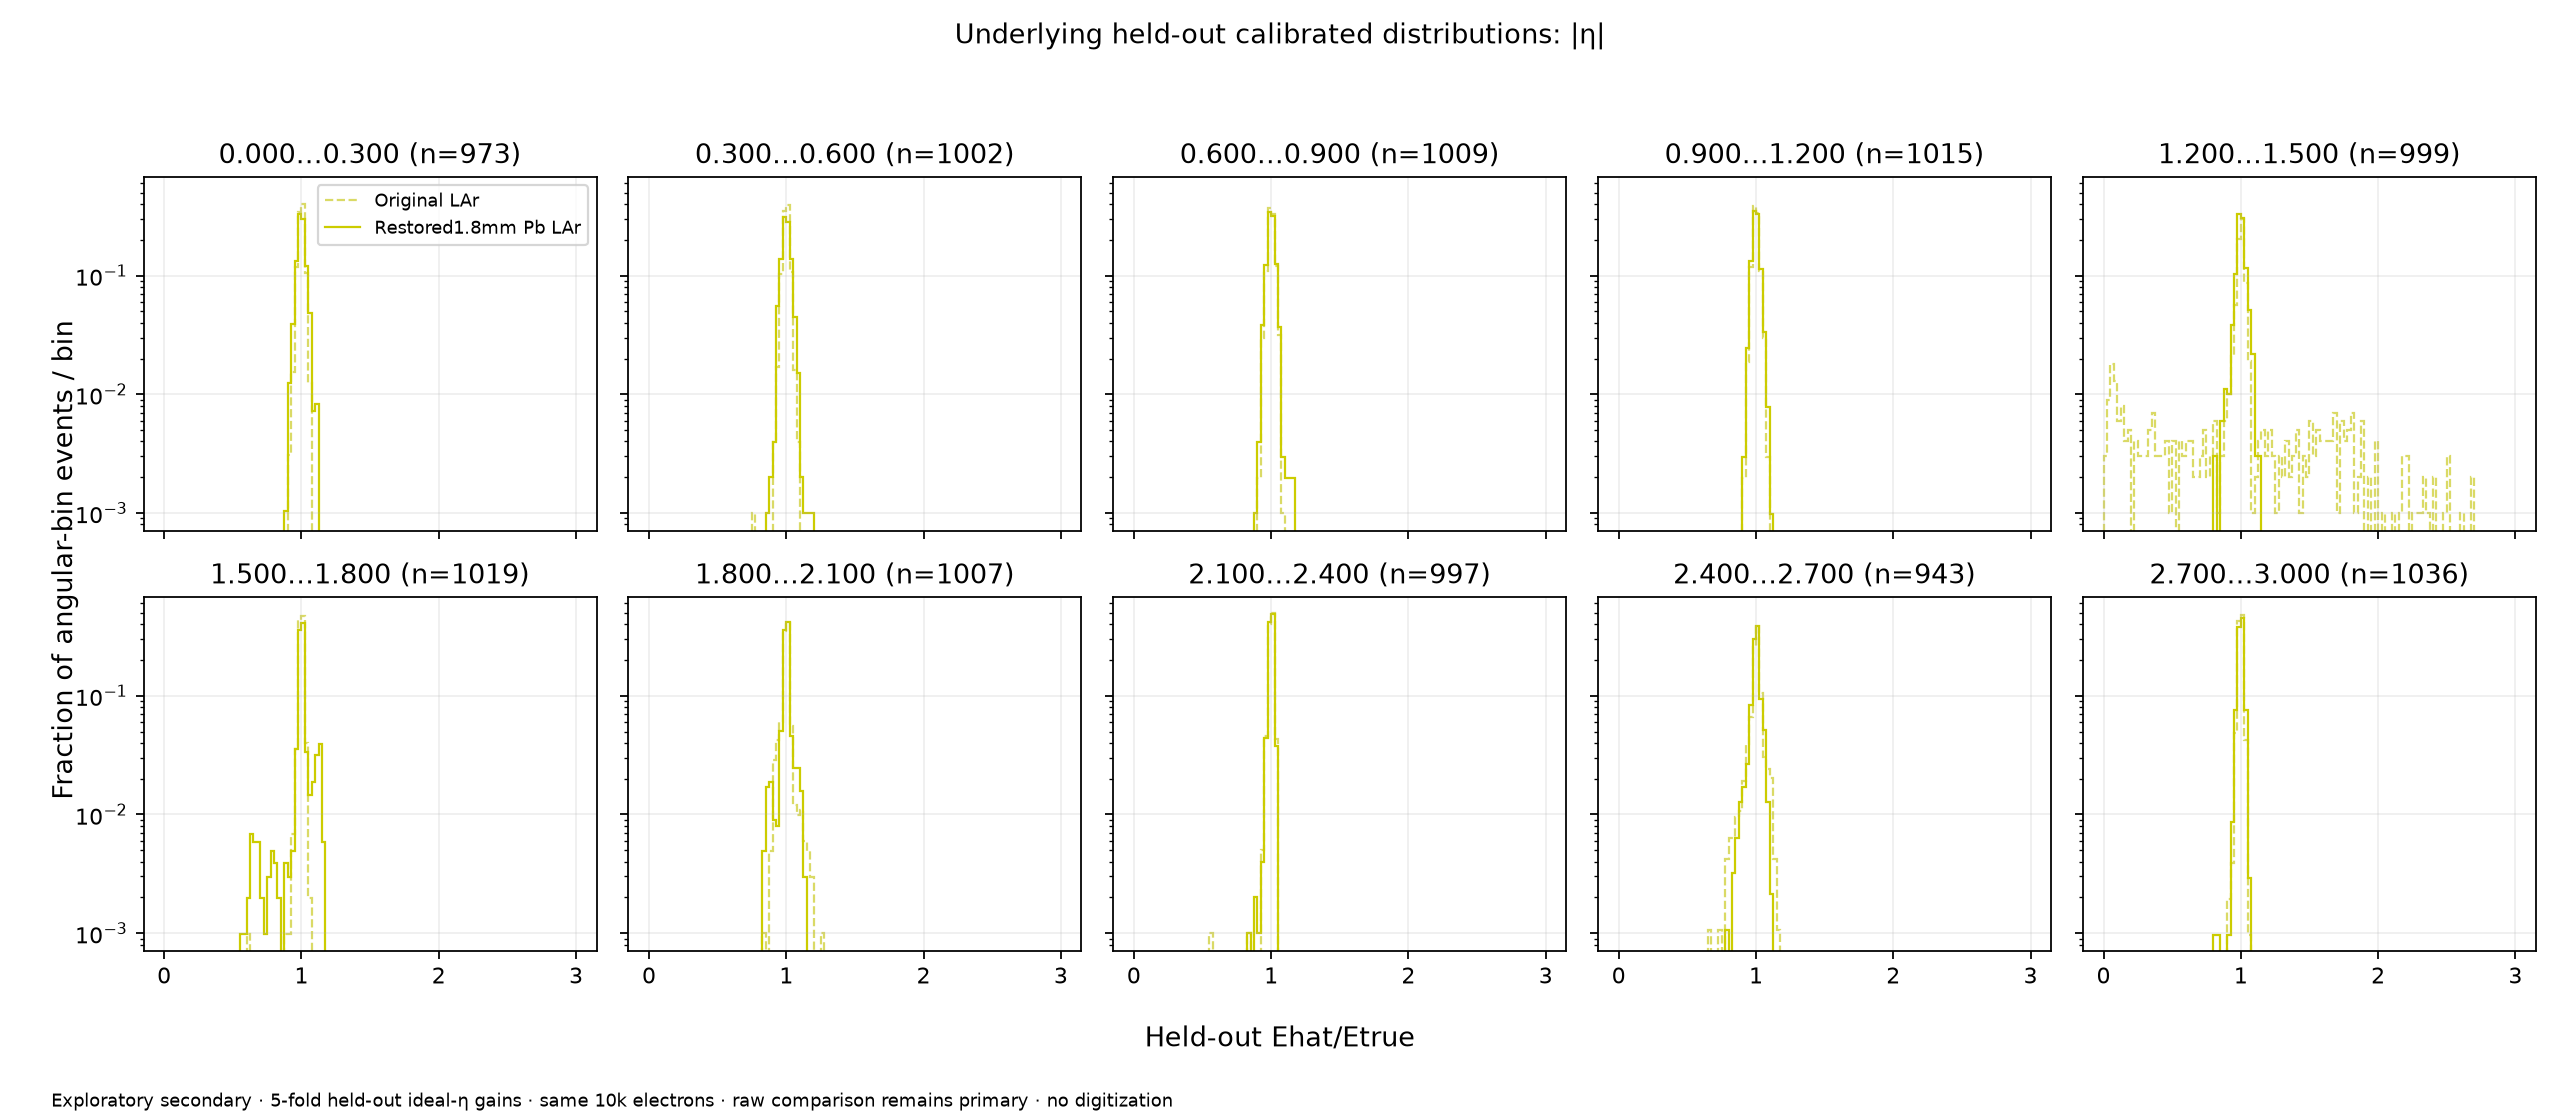 Underlying held-out calibrated distributions: |η|
0.000...0.300 (n=973)
0.300...0.600 (n=1002)
0.600...0.900 (n=1009)
0.900...1.200 (n=1015)
1.200...1.500 (n=999)
Original LAr
Restored1.8mm Pb LAr
10⁻¹
10⁻²
10⁻³
Fraction of angular-bin events / bin
1.500...1.800 (n=1019)
1.800...2.100 (n=1007)
2.100...2.400 (n=997)
2.400...2.700 (n=943)
2.700...3.000 (n=1036)
10⁻¹
10⁻²
10⁻³
0 1 2 3
0 1 2 3
0 1 2 3
0 1 2 3
0 1 2 3
Held-out Ehat/Etrue
Exploratory secondary · 5-fold held-out ideal-η gains · same 10k electrons · raw comparison remains primary · no digitization